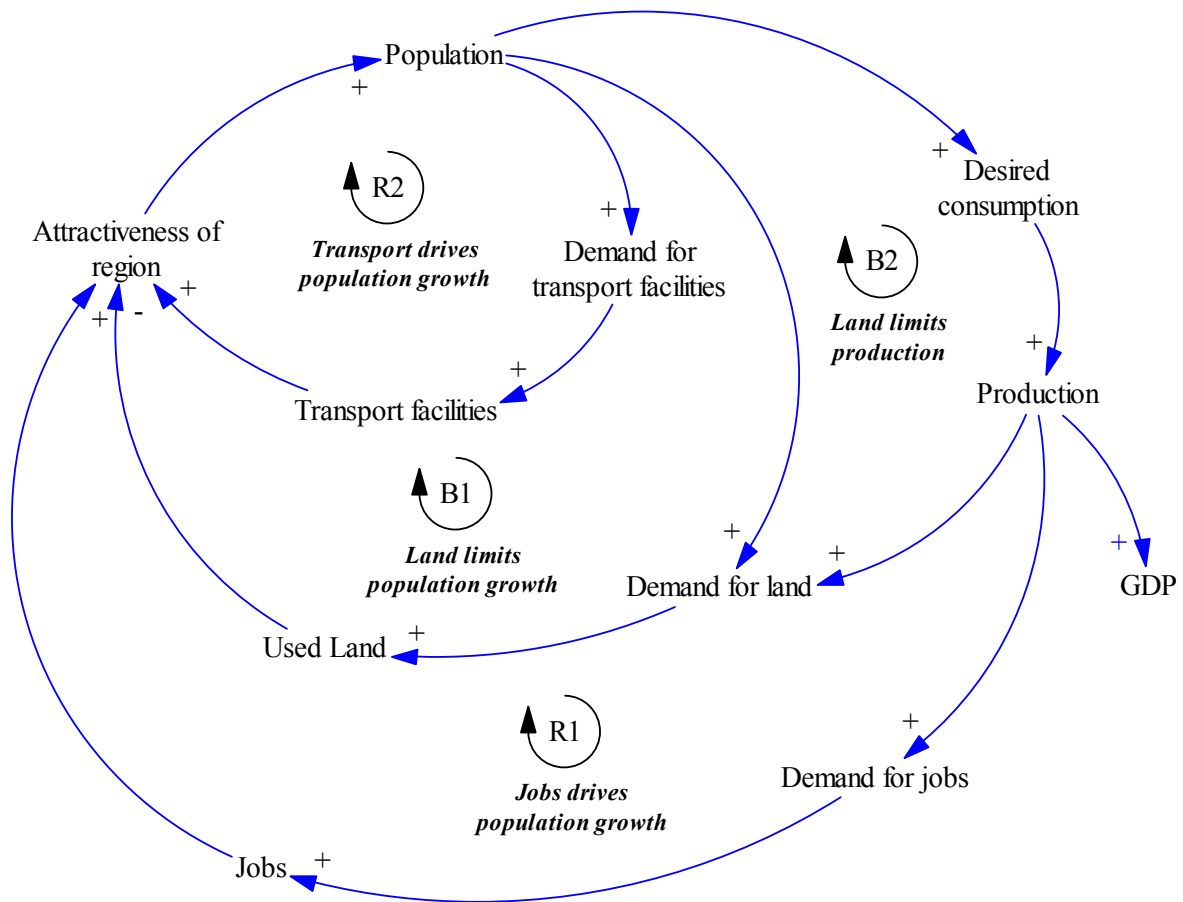 Population
+
+
Desired
consumption
R2
Transport drives
population growth
+
Demand for
transport facilities
Attractiveness of
region
B2
Land limits
production
+
-
+
+
Production
+
Transport facilities
B1
Land limits
population growth
+
+
+
GDP
Demand for land
+
Used Land
R1
Jobs drives
population growth
+
Demand for jobs
+
Jobs